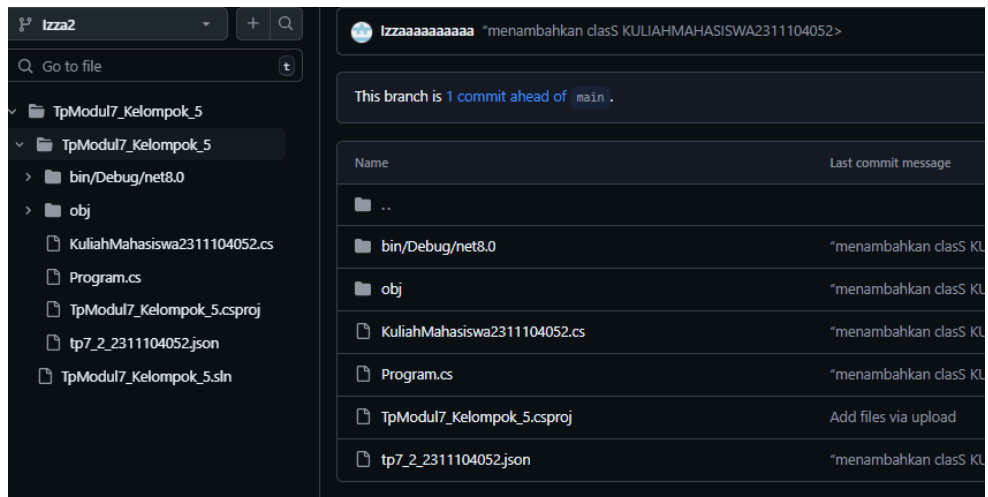 Izza2
Go to file
t
TpModul7_Kelompok_5
TpModul7_Kelompok_5
bin/Debug/net8.0
obj
KuliahMahasiswa2311104052.cs
Program.cs
TpModul7_Kelompok_5.csproj
tp7_2_2311104052.json
TpModul7_Kelompok_5.sln
Izzaaaaaaaaaa “menambahkan clasS KULIAHMAHASISWA2311104052>
This branch is 1 commit ahead of main .
Name Last commit message
..
bin/Debug/net8.0 “menambahkan clasS KU
obj “menambahkan clasS KU
KuliahMahasiswa2311104052.cs “menambahkan clasS KU
Program.cs “menambahkan clasS KU
TpModul7_Kelompok_5.csproj Add files via upload
tp7_2_2311104052.json “menambahkan clasS KU